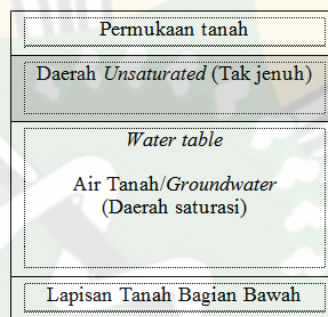 Permukaan tanah
Daerah Unsaturated (Tak jenuh)
Water table
Air Tanah/Groundwater
(Daerah saturasi)
Lapisan Tanah Bagian Bawah